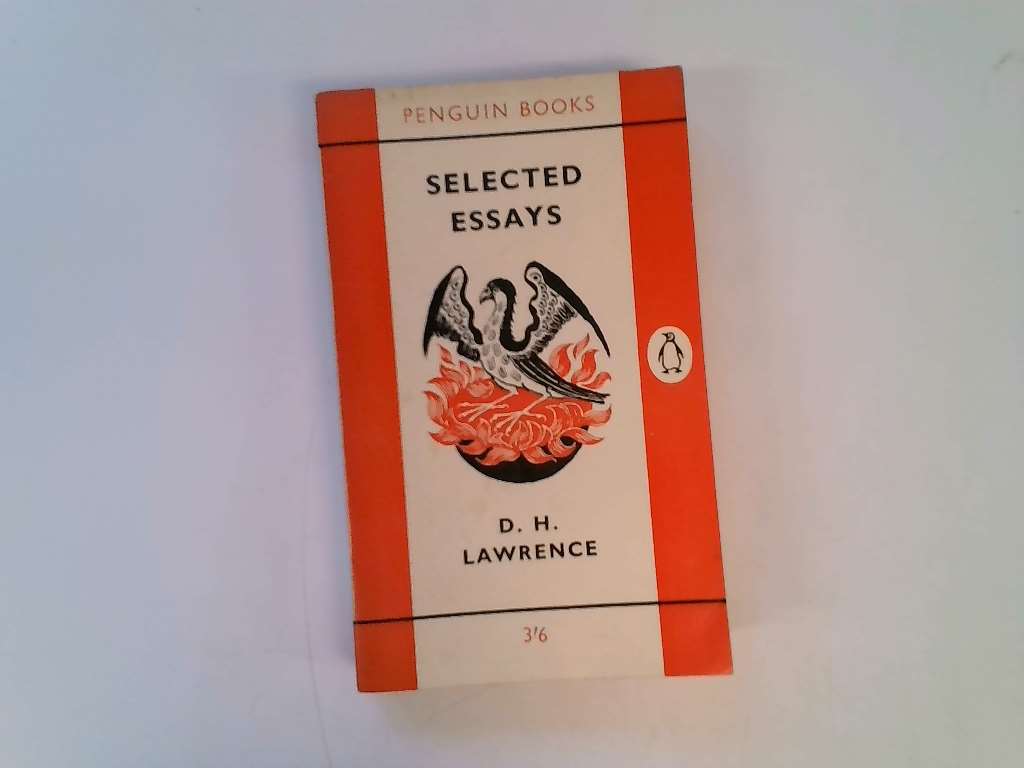 PENGUIN BOOKS
SELECTED
ESSAYS
D. H.
LAWRENCE
3'6